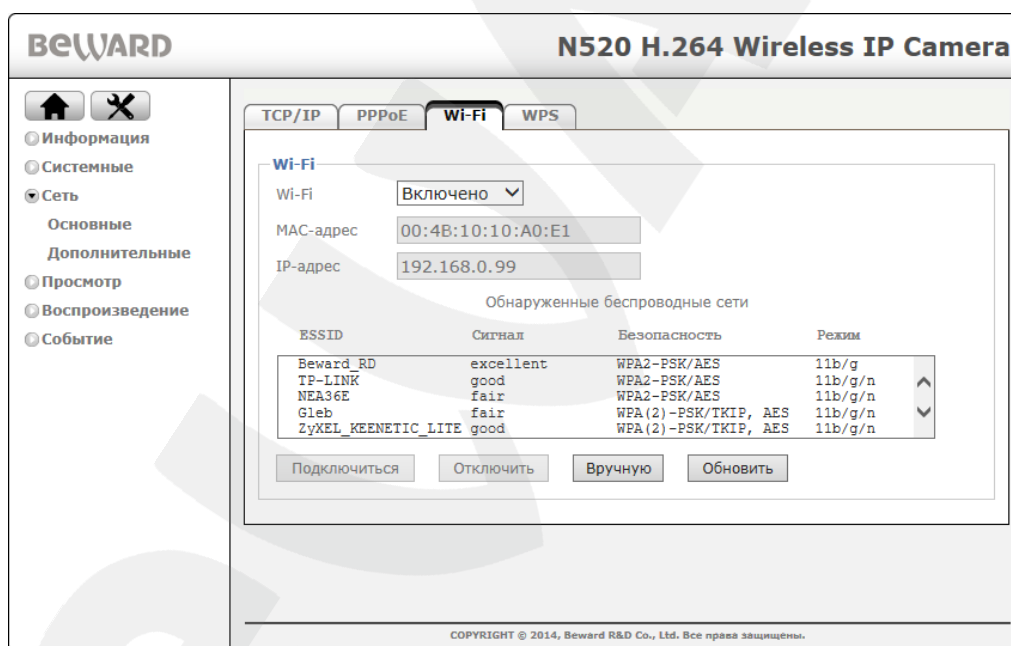 BEWARD
N520 H.264 Wireless IP Camera
Информация
Системные
Сеть
Основные
Дополнительные
Просмотр
Воспроизведение
Событие
TCP/IP PPPoE Wi-Fi WPS
Wi-Fi
Wi-Fi Включено
MAC-адрес 00:4B:10:10:A0:E1
IP-адрес 192.168.0.99
Обнаруженные беспроводные сети
ESSID Сигнал Безопасность Режим
Beward_RD excellent WPA2-PSK/AES 11b/g
TP-LINK good WPA2-PSK/AES 11b/g/n
NEA36E fair WPA2-PSK/AES 11b/g/n
Gleb fair WPA(2)-PSK/TKIP, AES 11b/g/n
ZyXEL_KEENETIC_LITE good WPA(2)-PSK/TKIP, AES 11b/g/n
Подключиться Отключить Вручную Обновить
COPYRIGHT © 2014, Beward R&D Co., Ltd. Все права защищены.